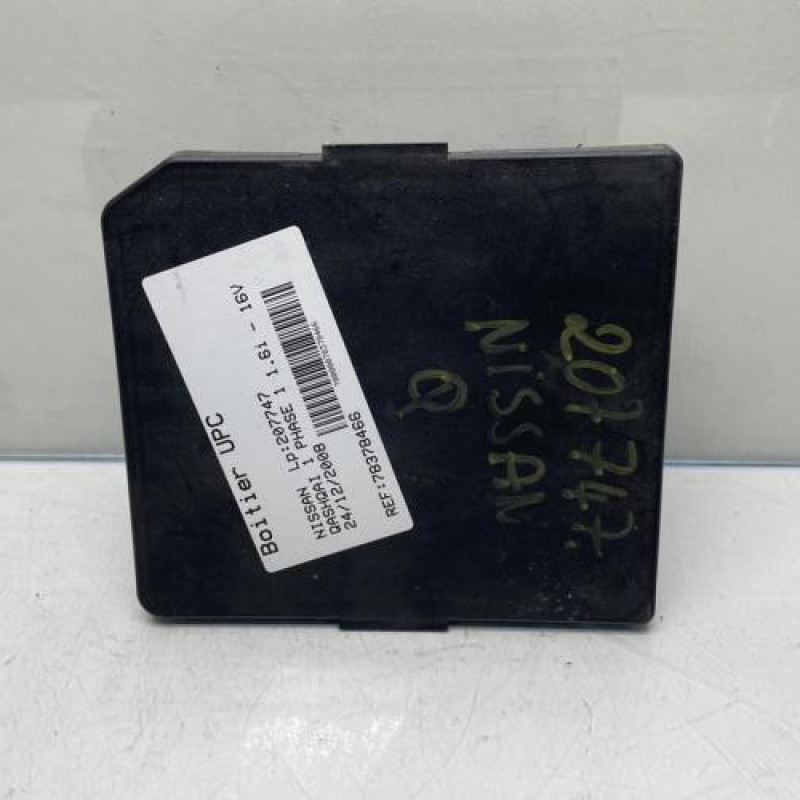 Boitier UPC
NISSAN LP:207747
QASHQAI 1 PHASE 1 1.6i - 16V
24/12/2008
REF:78378466
207747.
NISSAN
Q